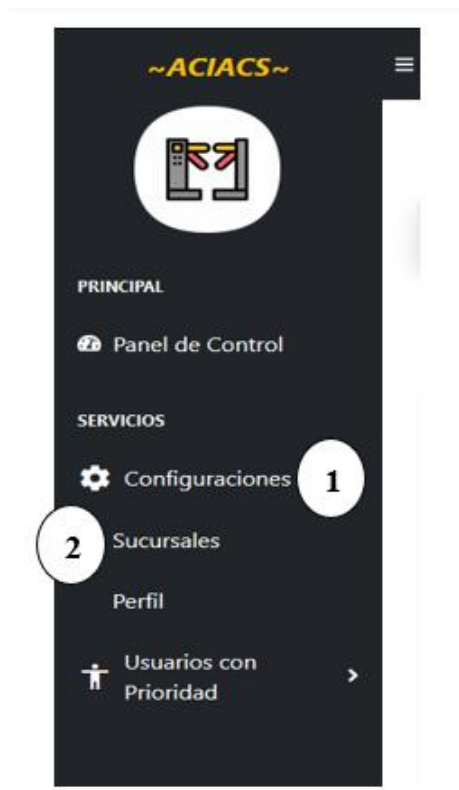 ~ACIACS~
PRINCIPAL
Panel de Control
SERVICIOS
Configuraciones 1
2 Sucursales
Perfil
Usuarios con
Prioridad